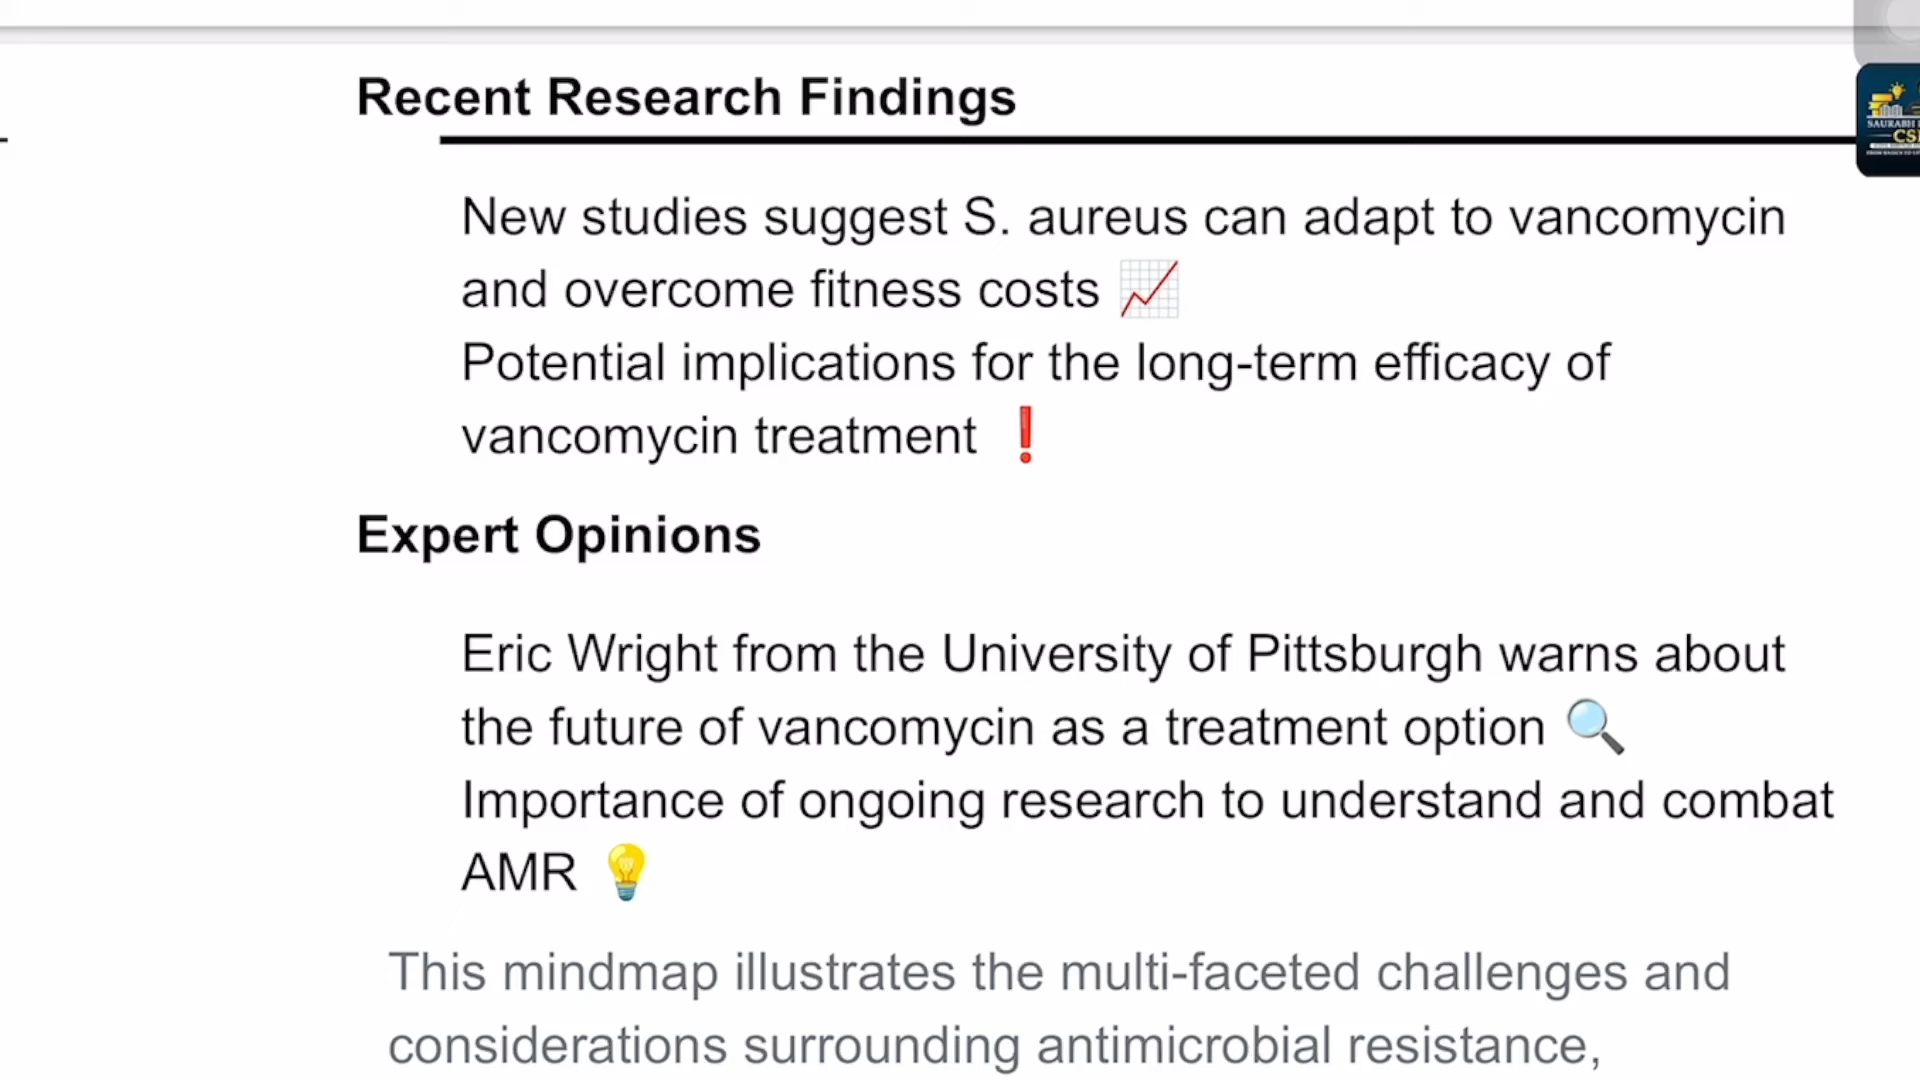 Recent Research Findings
New studies suggest S. aureus can adapt to vancomycin
and overcome fitness costs 📈
Potential implications for the long-term efficacy of
vancomycin treatment ❗
Expert Opinions
Eric Wright from the University of Pittsburgh warns about
the future of vancomycin as a treatment option 🔍
Importance of ongoing research to understand and combat
AMR 💡
This mindmap illustrates the multi-faceted challenges and
considerations surrounding antimicrobial resistance,
SAURABH